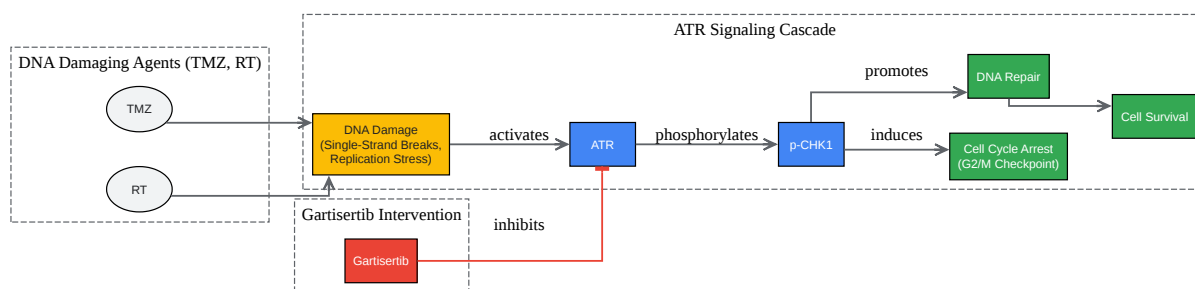 ATR Signaling Cascade
DNA Damaging Agents (TMZ, RT)
TMZ
RT
DNA Damage
(Single-Strand Breaks,
Replication Stress)
activates
ATR
phosphorylates
p-CHK1
promotes
induces
DNA Repair
Cell Cycle Arrest
(G2/M Checkpoint)
Cell Survival
Gartisertib Intervention
Gartisertib
inhibits